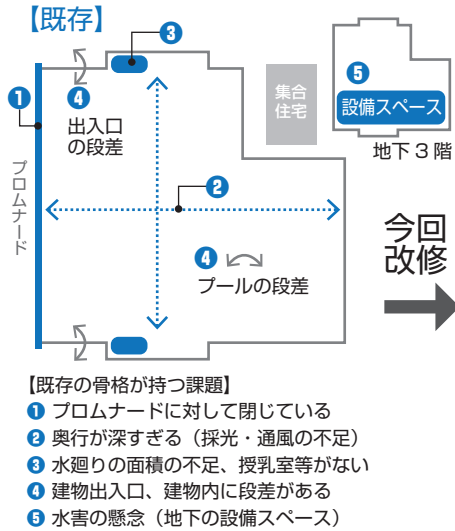 【既存】
❸
❶
❹
出入口
の段差
プロムナード
❷
❹
プールの段差
集合
住宅
❺
設備スペース
地下3階
今回
改修
【既存の骨格が持つ課題】
❶ プロムナードに対して閉じている
❷ 奥行が深すぎる（採光・通風の不足）
❸ 水廻りの面積の不足、授乳室等がない
❹ 建物出入口、建物内に段差がある
❺ 水害の懸念（地下の設備スペース）